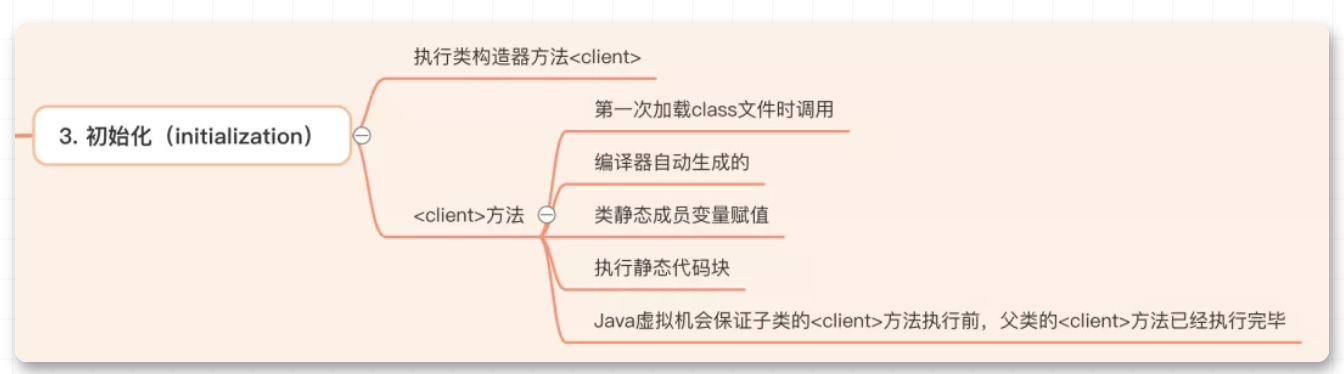 执行类构造器方法<client>
第一次加载class文件时调用
3. 初始化（initialization）
编译器自动生成的
<client>方法
类静态成员变量赋值
执行静态代码块
Java虚拟机会保证子类的<client>方法执行前，父类的<client>方法已经执行完毕